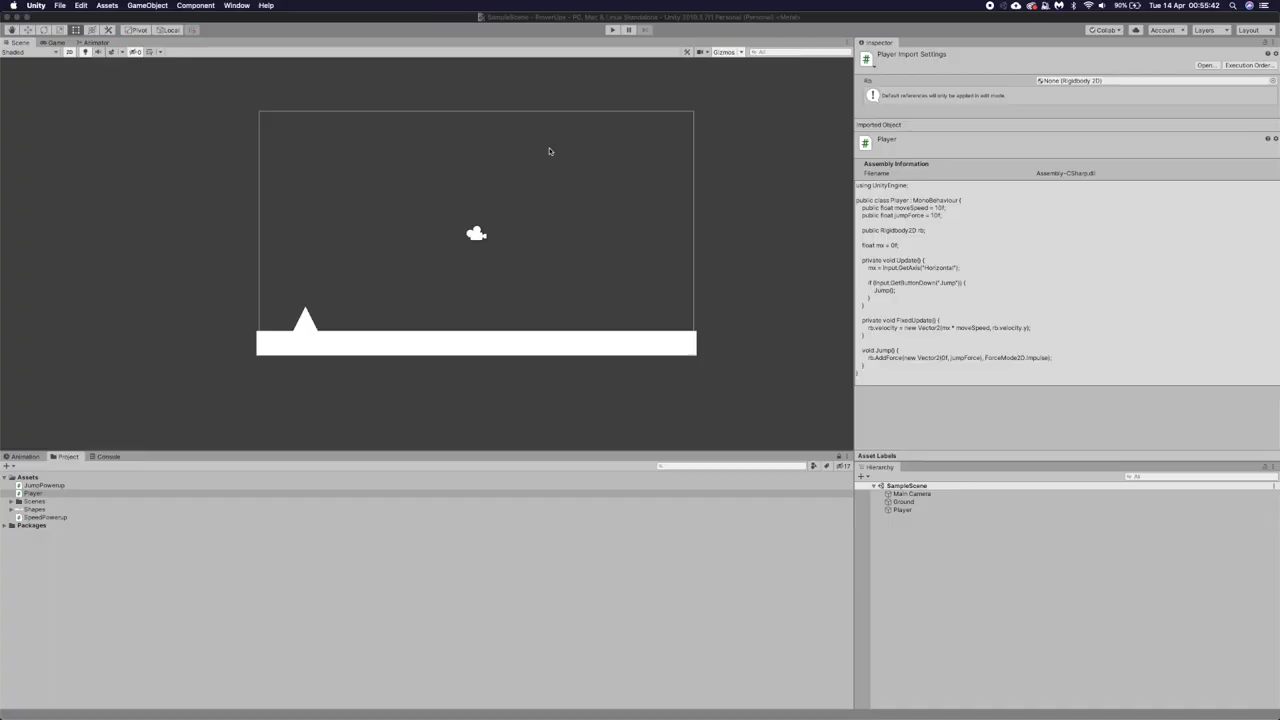 Unity File Edit Assets GameObject Component Window Help
90% Tue 14 Apr 00:55:42
Pivot Local
Collab Account Layers Layout
Scene Game Animator
Shaded 2D 0 Gizmos All
Inspector
Player Import Settings
Open... Execution Order...
Rb None (Rigidbody 2D)
Default references will only be applied in edit mode.
Imported Object
Player
Assembly Information
Filename Assembly-CSharp.dll
using UnityEngine;
public class Player : MonoBehaviour {
public float moveSpeed = 10f;
public float jumpForce = 10f;
public Rigidbody2D rb;
float mx = 0f;
private void Update() {
mx = Input.GetAxis("Horizontal");
if (Input.GetButtonDown("Jump")) {
Jump();
}
}
private void FixedUpdate() {
rb.velocity = new Vector2(mx * moveSpeed, rb.velocity.y);
}
void Jump() {
rb.AddForce(new Vector2(0f, jumpForce), ForceMode2D.Impulse);
}
}
Animation Project Console
17
Assets
JumpPowerup
Player
Scenes
Shapes
SpeedPowerup
Packages
Asset Labels
Hierarchy
All
SampleScene
Main Camera
Ground
Player